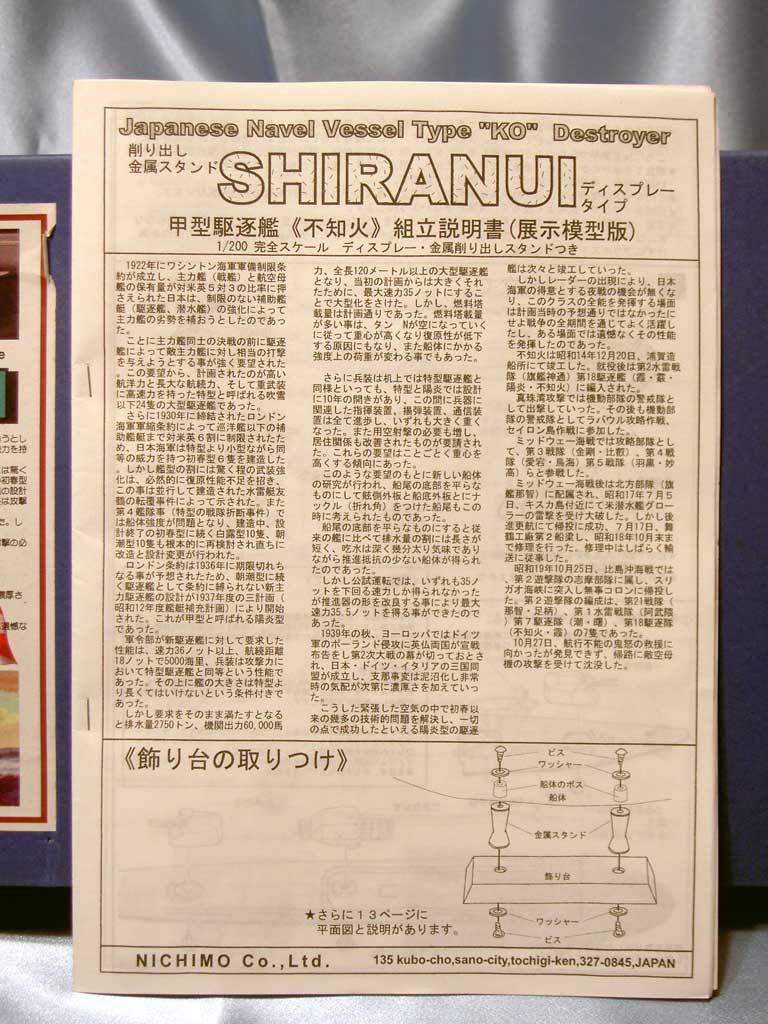 Japanese Navel Vessel Type "KO" Destroyer
削り出し
金属スタンド
SHIRANUI
ディスプレー
タイプ
甲型駆逐艦《不知火》組立説明書(展示模型版)
1/200 完全スケール ディスプレー・金属削り出しスタンドつき
1922年にワシントン海軍軍備制限条
約が成立し、主力艦（戦艦）と航空母
艦の保有量が対米英5対3の比率に押
さえられた日本は、制限のない補助艦
艇（駆逐艦、潜水艦）の強化によって
主力艦の劣勢を補おうとしたのであっ
た。
ことに主力艦同士の決戦の前に駆逐
艦によって敵主力艦に対し相当の打撃
を与えようとする事が強く要望された
。この要望から、計画されたのが高い
航洋力と長大な航続力、そして重武装
に高速力を持った特型と呼ばれる吹雪
以下24隻の大型駆逐艦であった。
さらに1930年に締結されたロンドン
海軍軍縮条約によって巡洋艦以下の補
助艦艇まで対米英6割に制限されたた
め、日本海軍は特型より小型ながら同
等の威力を持つ初春型6隻を建造した
。しかし艦型の割には驚く程の武装強
化は、必然的に復原性能不足を招き、
この事は並行して建造された水雷艇友
鶴の転覆事件によって示された。また
第4艦隊事（特型の戦隊折断事件）で
は船体強度が問題となり、建造中、設
計終了の初春型に続く白露型10隻、朝
潮型10隻も根本的に再検討され直ちに
改造と設計変更が行われた。
ロンドン条約は1936年に期限切れち
なる事が予想されたため、朝潮型に続
く駆逐艦として条約に縛られない新主
力駆逐艦の設計が1937年度の三計画（
昭和12年度艦艇補充計画）により開始
された。これが甲型と呼ばれる陽炎型
であった。
軍令部が新駆逐艦に対して要求した
性能は、速力36ノット以上、航続距離
18ノットで5000海里、兵装は攻撃力に
おいて特型駆逐艦と同等という性能で
あった。その上に艦の大きさは特型よ
り長くてはいけないという条件付きで
あった。
しかし要求をそのまま満たすとなる
と排水量2750トン、機関出力60,000馬
力、全長120メートル以上の大型駆逐艦
となり、当初の計画からは大きくそれ
たために、最大速力35ノットにするこ
とで大型化をさけた。しかし、燃料塔
載量は計画通りであった。燃料塔載量
が多い事は、タン Nが空になっていく
に従って重心が高くなり復原性が低下
する原因にもなり、また船体にかかる
強度上の荷重が変わる事でもあった。
さらに兵装は机上では特型駆逐艦と
同様といっても、特型と陽炎では設計
に10年の開きがあり、この間に兵器に
関連した指揮装置、揚弾装置、通信装
置は全て進歩し、いずれも大きく重く
なった。また用空射撃の必要も増し、
居住関係も改善されたものが要請され
た。これらの要望はことごとく重心を
高くする傾向にあった。
このような要望のもとに新しい船体
の研究が行われ、船尾の底部を平らな
ものにして舷側外板と船底外板とにナ
ックル（折れ角）をつけた船尾もこの
時に考えられたものであった。
船尾の底部を平らなものにすると従
来の艦に比べて排水量の割には長さが
短く、吃水は深く幾分太り気味であり
ながら推進抵抗の少ない船体が得られ
たのであった。
しかし公試運転では、いずれも35ノ
ットを下回る速力しか得られなかった
が推進器の形を改良する事により最大
速力35.5ノットを得る事ができたので
あった。
1939年の秋、ヨーロッパではドイツ
軍のポーランド侵攻に英仏両国が宣戦
布告をし第2次大戦の幕が切っておとさ
れ、日本・ドイツ・イタリアの三国同
盟が成立し、支那事変は泥沼化し非常
時の気配が次第に濃厚さを加えていっ
た。
こうした緊張した空気の中で初春以
来の幾多の技術的問題を解決し、一切
の点で成功したといえる陽炎型の駆逐
艦は次々と竣工していった。
しかしレーダーの出現により、日本
海軍の得意とする夜戦の機会が無くな
り、このクラスの全能を発揮する場面
は計画当時の予想通りではなかったに
せよ戦争の全期間を通じてよく活躍し
たし、ある場面では遺憾なくその性能
を発揮したのであった。
不知火は昭和14年12月20日、浦賀造
船所にて竣工した。就役後は第2水雷戦
隊（旗艦神通）第18駆逐艦（霞・霰・
陽炎・不知火）に編入された。
真珠湾攻撃では機動部隊の警戒隊と
して出撃していった。その後も機動部
隊の警戒隊としてラバウル攻略作戦、
セイロン島作戦に参加した。
ミッドウェー海戦では攻略部隊とし
て、第3戦隊（金剛・比叡）、第4戦
隊（愛宕・鳥海）第5戦隊（羽黒・妙
高）らと参戦した。
ミッドウェー海戦後は北方部隊（旗
艦那智）に配属され、昭和17年7月5
日、キスカ島付近にて米潜水艦グロー
ラーの雷撃を受け大破した。しかし後
進更航にて帰投に成功、7月17日、舞
鶴工廠第2船梁し、昭和18年10月末ま
で修理を行った。修理中はしばらく輸
送に従事した。
昭和19年10月25日、比島沖海戦では
、第2遊撃隊の志摩部隊に属し、スリ
ガオ海峡に突入し無事コロンに帰投し
た。第2遊撃隊の編成は、第21戦隊（
那智・足柄）、第1水雷戦隊（阿武隈
）第7駆逐隊（潮・曙）、第18駆逐隊
（不知火・霞）の7隻であった。
10月27日、航行不能の鬼怒の救援に
向かったが発見できず、帰路に敵空母
機の攻撃を受けて沈没した。
《飾り台の取りつけ》
ビス
ワッシャー
船体のボス
船体
金属スタンド
飾り台
ワッシャー
ビス
★さらに13ページに
平面図と説明があります。
NICHIMO Co.,Ltd. 135 kubo-cho,sano-city,tochigi-ken,327-0845,JAPAN